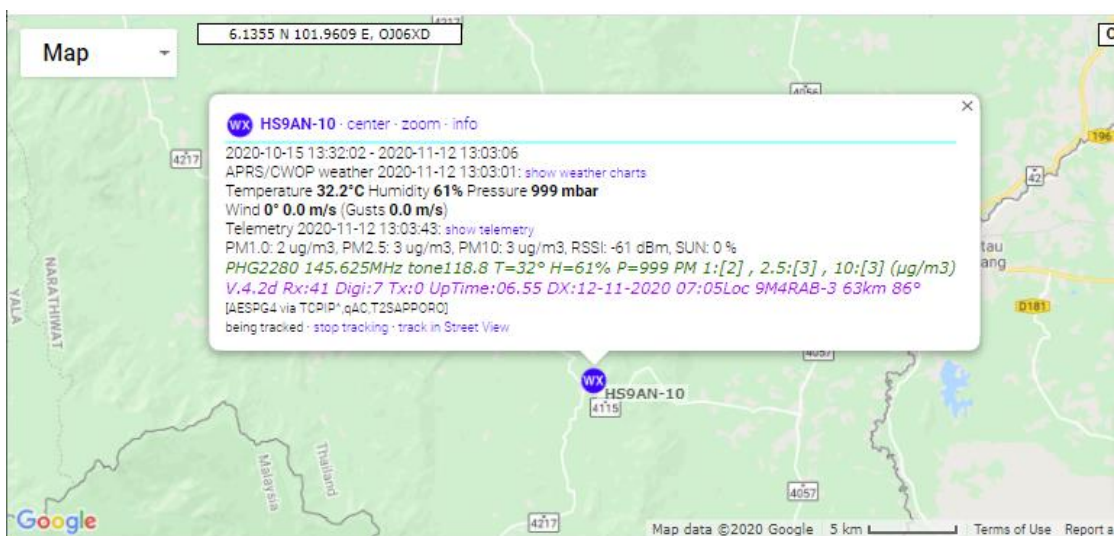 4217
6.1355 N 101.9609 E, OJ06XD
Map
4056
196
4217
42
WX HS9AN-10 · center · zoom · info
2020-10-15 13:32:02 - 2020-11-12 13:03:06
APRS/CWOP weather 2020-11-12 13:03:01: show weather charts
Temperature 32.2°C Humidity 61% Pressure 999 mbar
Wind 0° 0.0 m/s (Gusts 0.0 m/s)
Telemetry 2020-11-12 13:03:43: show telemetry
PM1.0: 2 ug/m3, PM2.5: 3 ug/m3, PM10: 3 ug/m3, RSSI: -61 dBm, SUN: 0 %
PHG2280 145.625MHz tone118.8 T=32° H=61% P=999 PM 1:[2] , 2.5:[3] , 10:[3] (µg/m3)
V.4.2d Rx:41 Digi:7 Tx:0 UpTime:06.55 DX:12-11-2020 07:05Loc 9M4RAB-3 63km 86°
[AESPG4 via TCPIP*,qAC,T2SAPPORO]
being tracked · stop tracking · track in Street View
tau
ang
NARATHIWAT
YALA
D181
4057
WX
HS9AN-10
4115
Thailand
Malaysia
4057
4217
Google
Map data ©2020 Google 5 km Terms of Use Report a